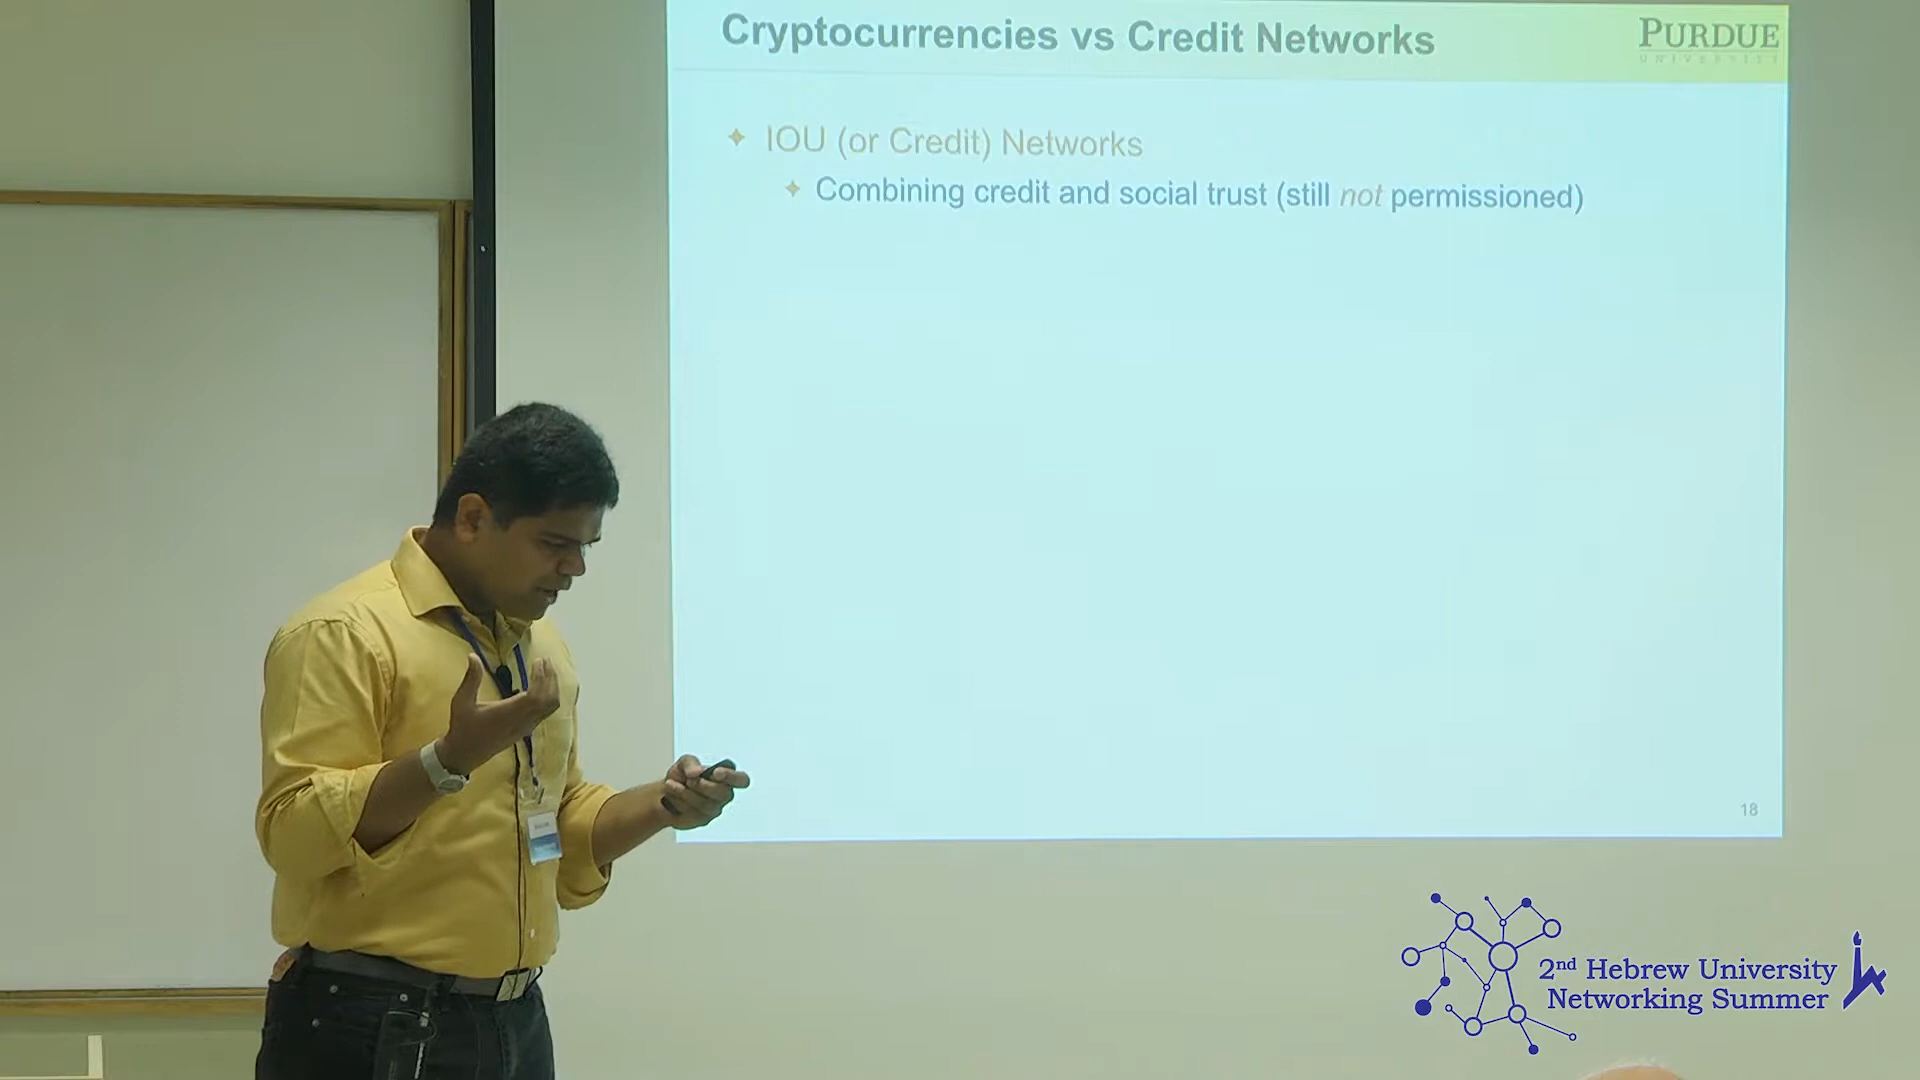 Cryptocurrencies vs Credit Networks
PURDUE
UNIVERSITY
IOU (or Credit) Networks
Combining credit and social trust (still not permissioned)
18
2nd Hebrew University
Networking Summer